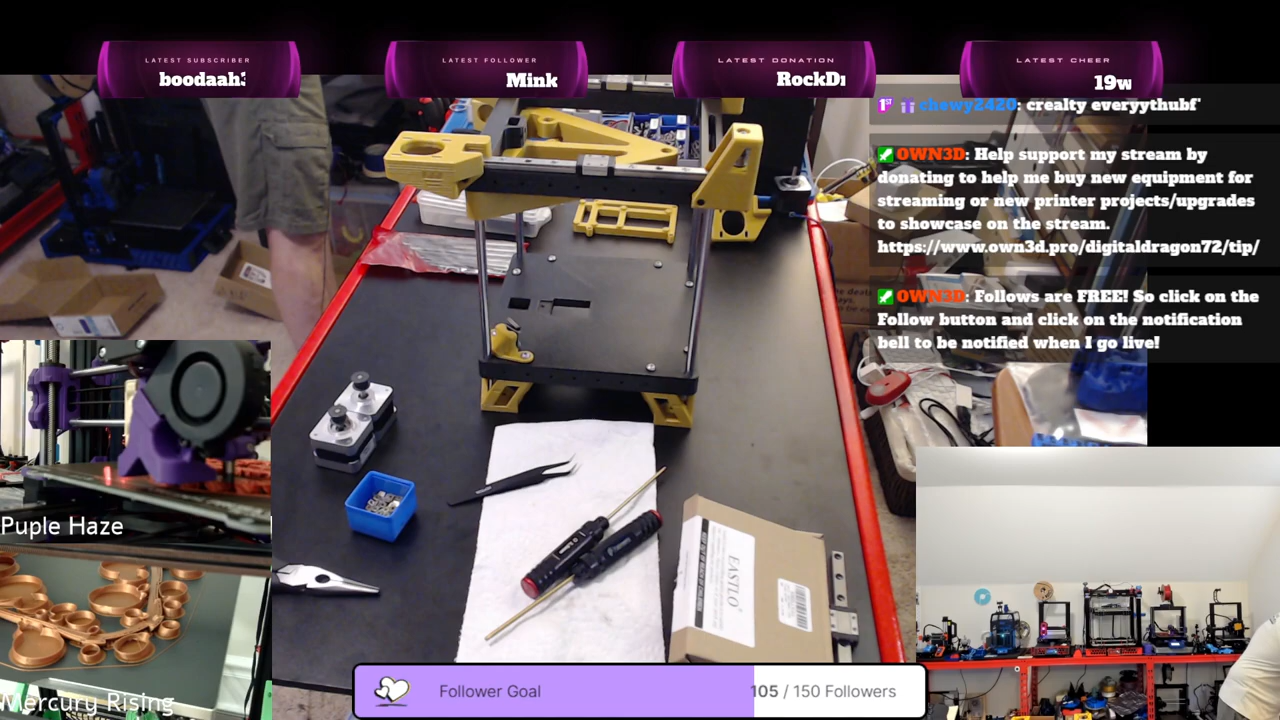 LATEST SUBSCRIBER
LATEST FOLLOWER
Mink
LATEST DONATION
LATEST CHEER
19w
1ST chewy2420: crealty everyythubf'
OWN3D: Help support my stream by
donating to help me buy new equipment for
streaming or new printer projects/upgrades
to showcase on the stream.
https://www.own3d.pro/digitaldragon72/tip/
OWN3D: Follows are FREE! So click on the
Follow button and click on the notification
bell to be notified when I go live!
Puple Haze
Mercury Rising
EASTLO
Follower Goal
105 / 150 Followers